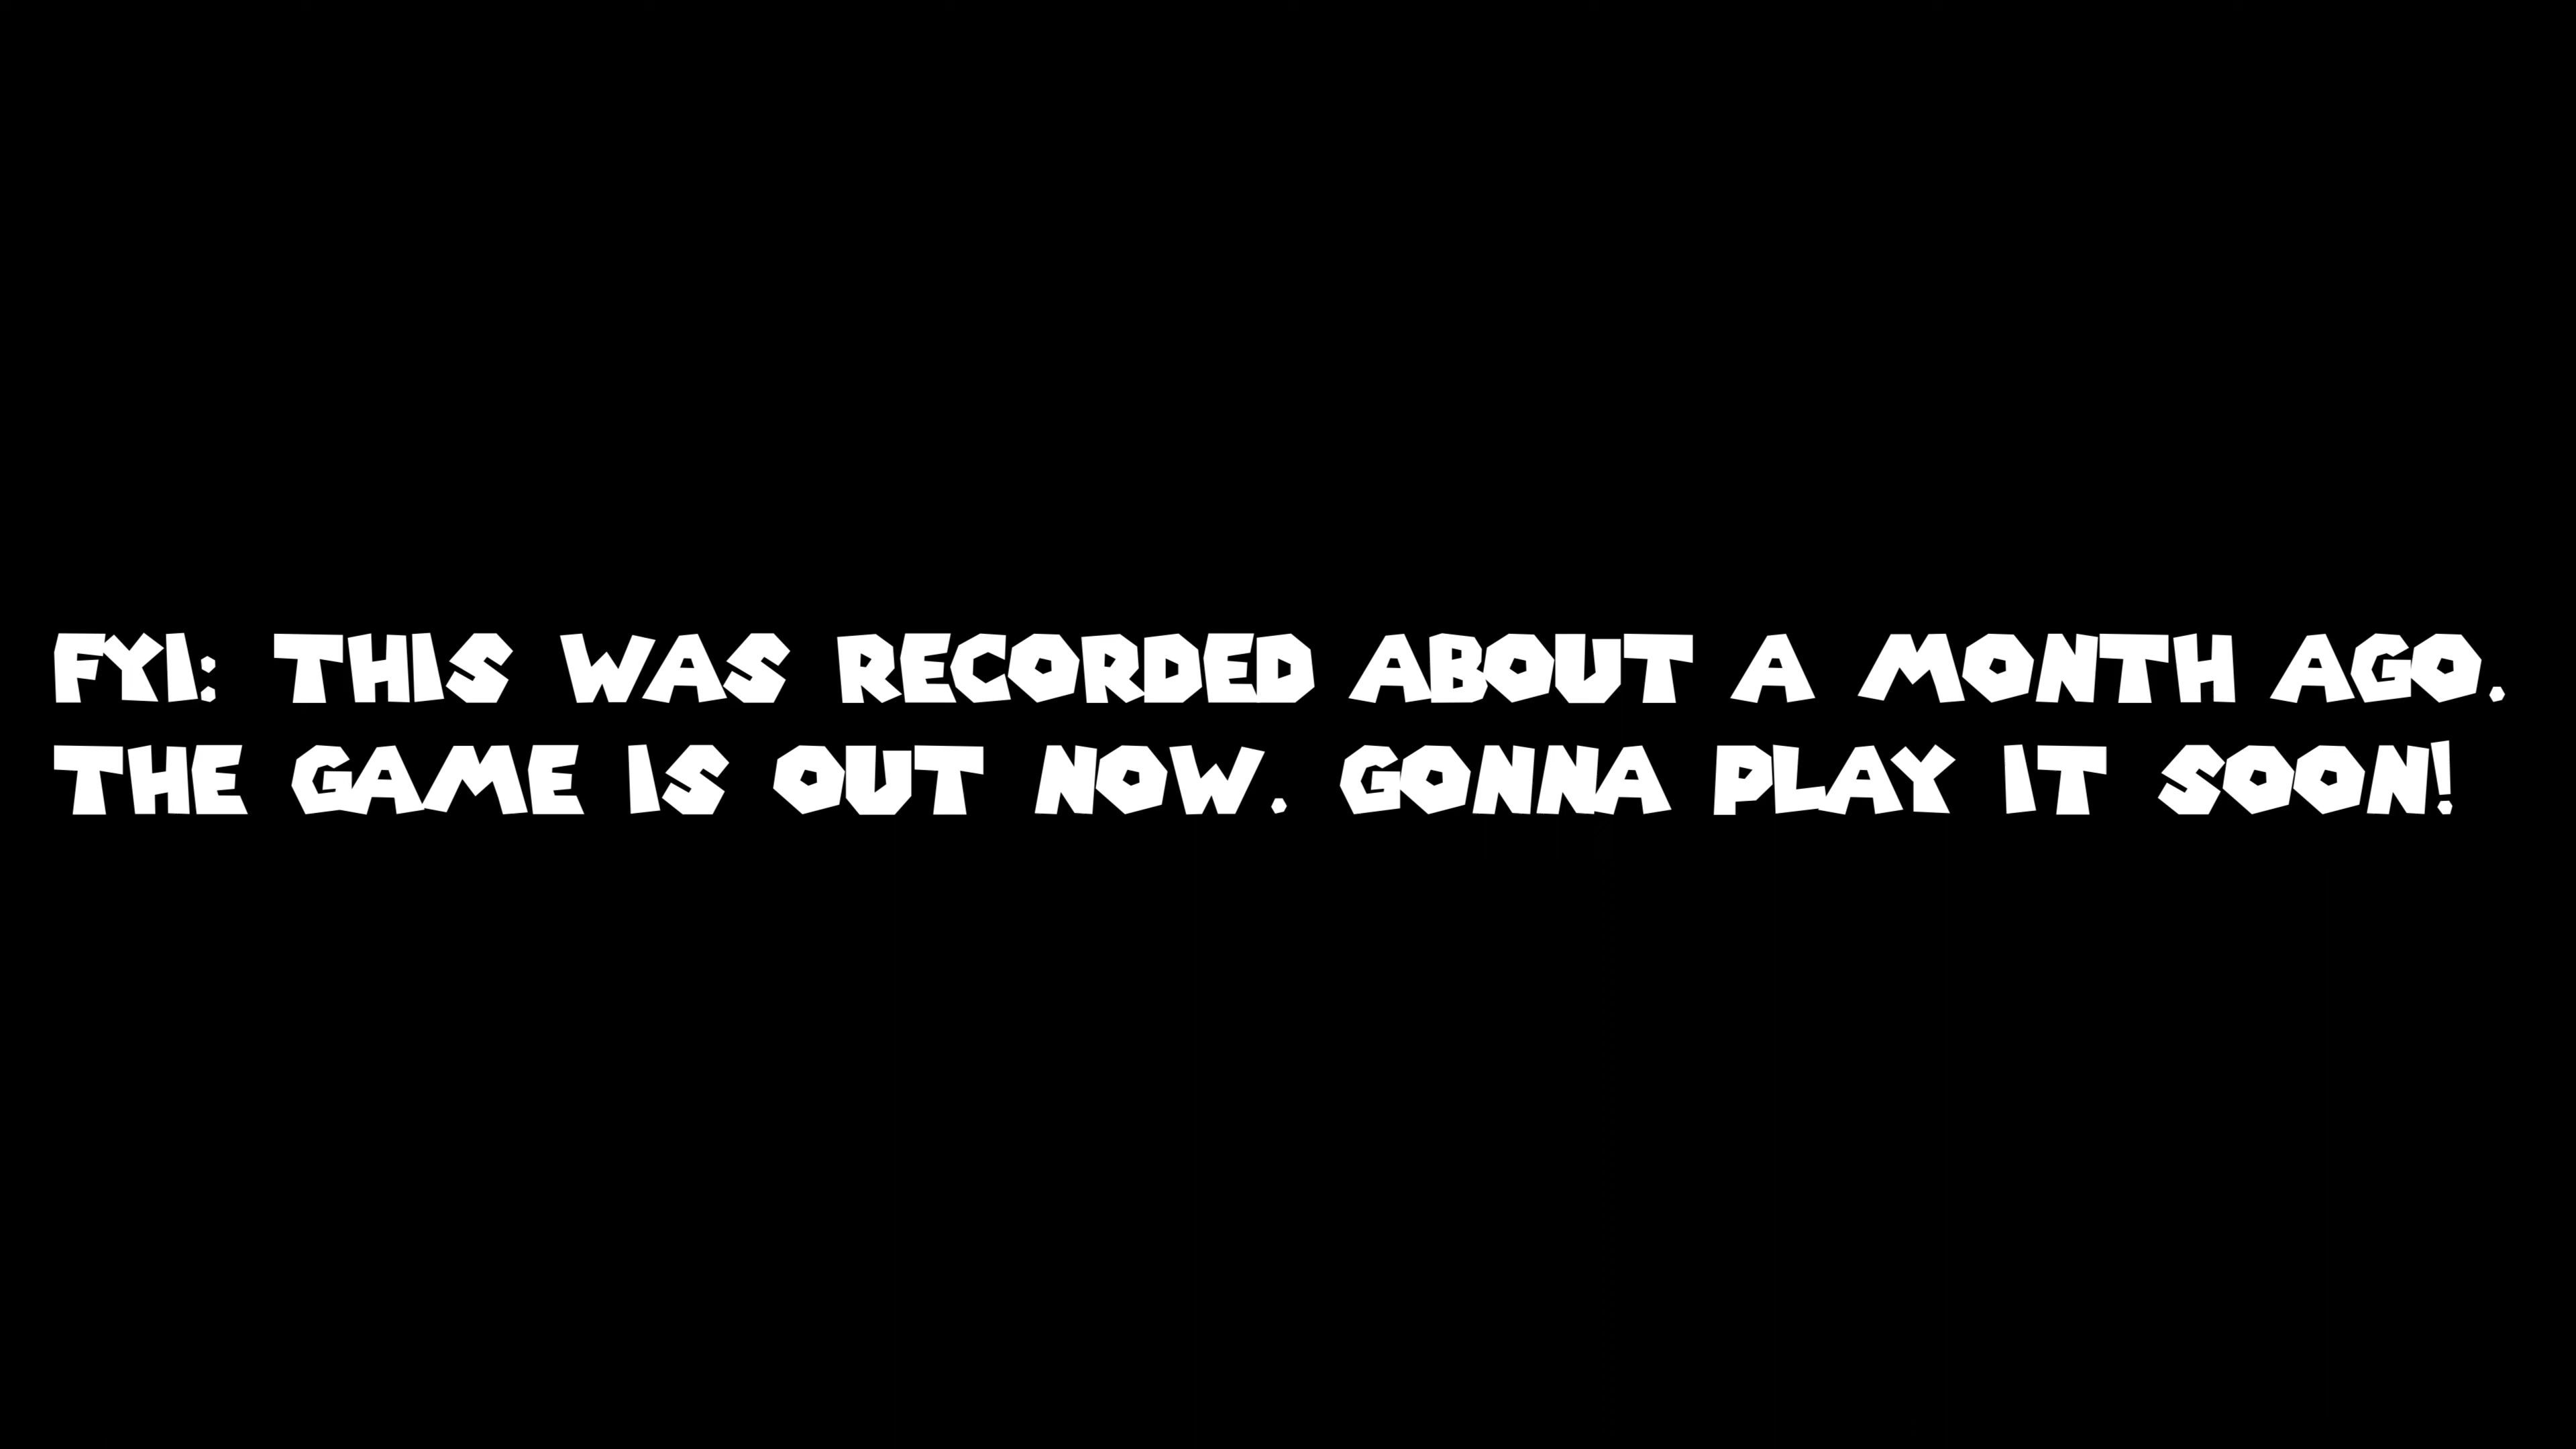 FYI: THIS WAS RECORDED ABOUT A MONTH AGO.
THE GAME IS OUT NOW. GONNA PLAY IT SOON!